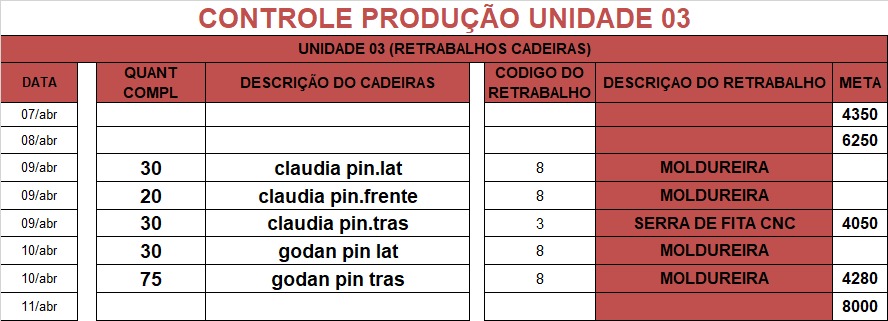 CONTROLE PRODUÇÃO UNIDADE 03
UNIDADE 03 (RETRABALHOS CADEIRAS)
DATA QUANT COMPL DESCRIÇÃO DO CADEIRAS CODIGO DO RETRABALHO DESCRIÇAO DO RETRABALHO META
07/abr 4350
08/abr 6250
09/abr 30 claudia pin.lat 8 MOLDUREIRA
09/abr 20 claudia pin.frente 8 MOLDUREIRA
09/abr 30 claudia pin.tras 3 SERRA DE FITA CNC 4050
10/abr 30 godan pin lat 8 MOLDUREIRA
10/abr 75 godan pin tras 8 MOLDUREIRA 4280
11/abr 8000